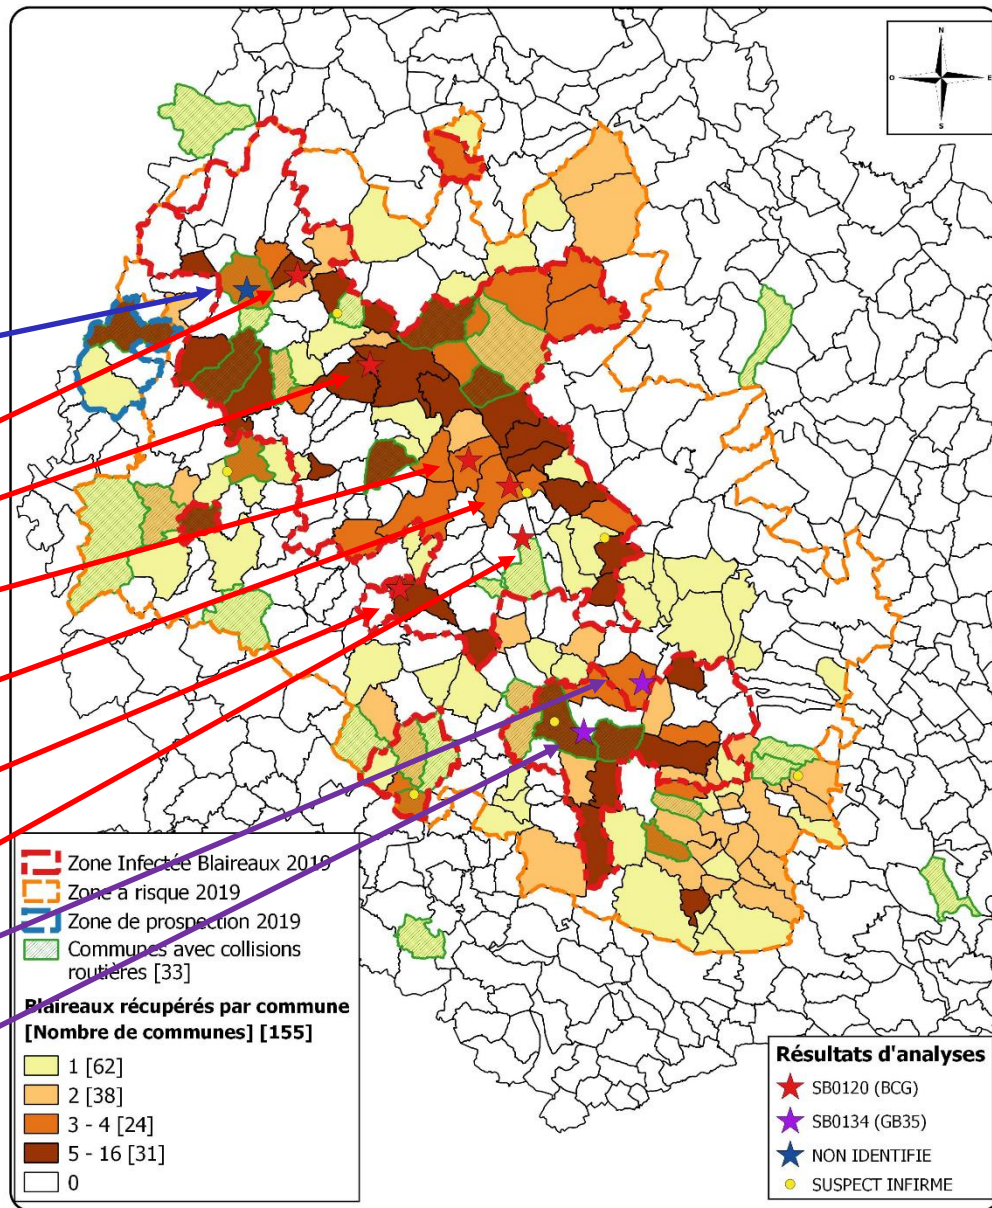 N
O
E
S
Zone Infectée Blaireaux 2019
Zone à risque 2019
Zone de prospection 2019
Communes avec collisions
routières [33]
Blaireaux récupérés par commune
[Nombre de communes] [155]
1 [62]
2 [38]
3 - 4 [24]
5 - 16 [31]
0
Résultats d'analyses
SB0120 (BCG)
SB0134 (GB35)
NON IDENTIFIE
SUSPECT INFIRME